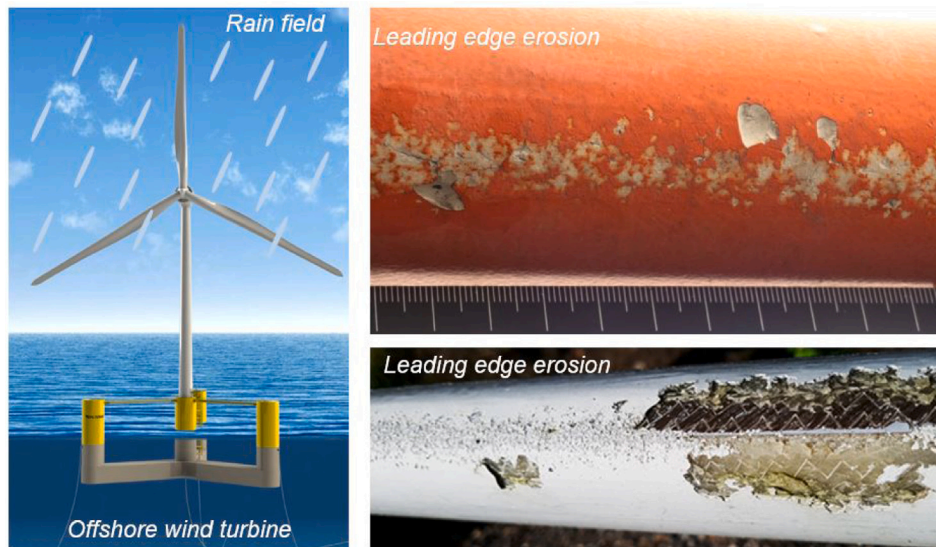 Rain field
Leading edge erosion
Leading edge erosion
Offshore wind turbine